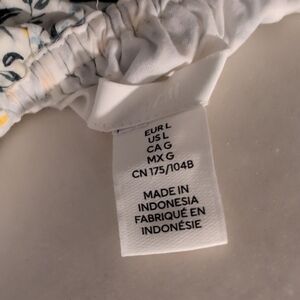 EUR L
US L
CA G
MX G
CN 175/104B
MADE IN
INDONESIA
FABRIQUÉ EN
INDONÉSIE